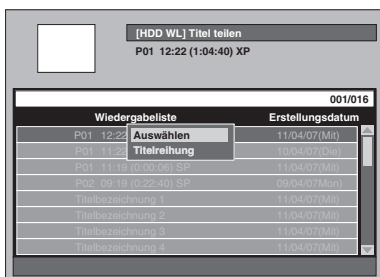 [HDD WL] Titel teilen
P01 12:22 (1:04:40) XP
001/016
Wiedergabeliste Erstellungsdatum
P01 12:22 11/04/07(Mit)
Auswählen
P01 11:22 10/04/07(Die)
Titelreihung
P01 11:19 (0:00:06) SP 11/04/07(Mit)
P02 09:19 (0:22:40) SP 09/04/07Mon)
Titelbezeichnung 1 11/04/07(Mit)
Titelbezeichnung 2 11/04/07(Mit)
Titelbezeichnung 3 11/04/07(Mit)
Titelbezeichnung 4 11/04/07(Mit)